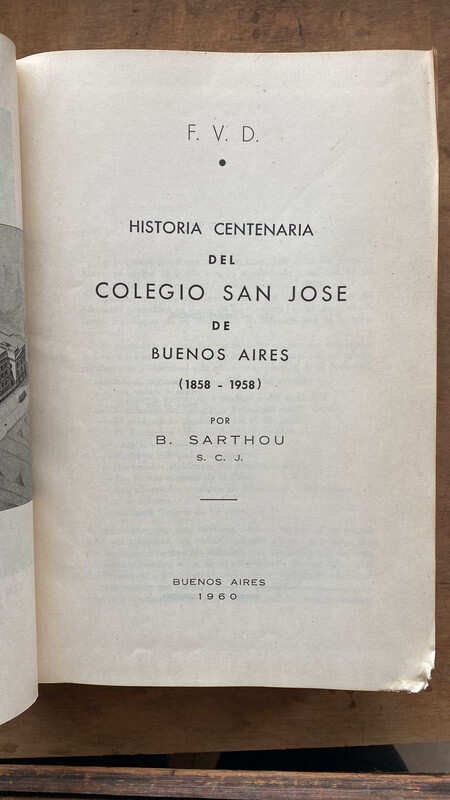 F. V. D.
HISTORIA CENTENARIA
DEL
COLEGIO SAN JOSE
DE
BUENOS AIRES
(1858 - 1958)
POR
B. SARTHOU
S. C. J.
BUENOS AIRES
1960